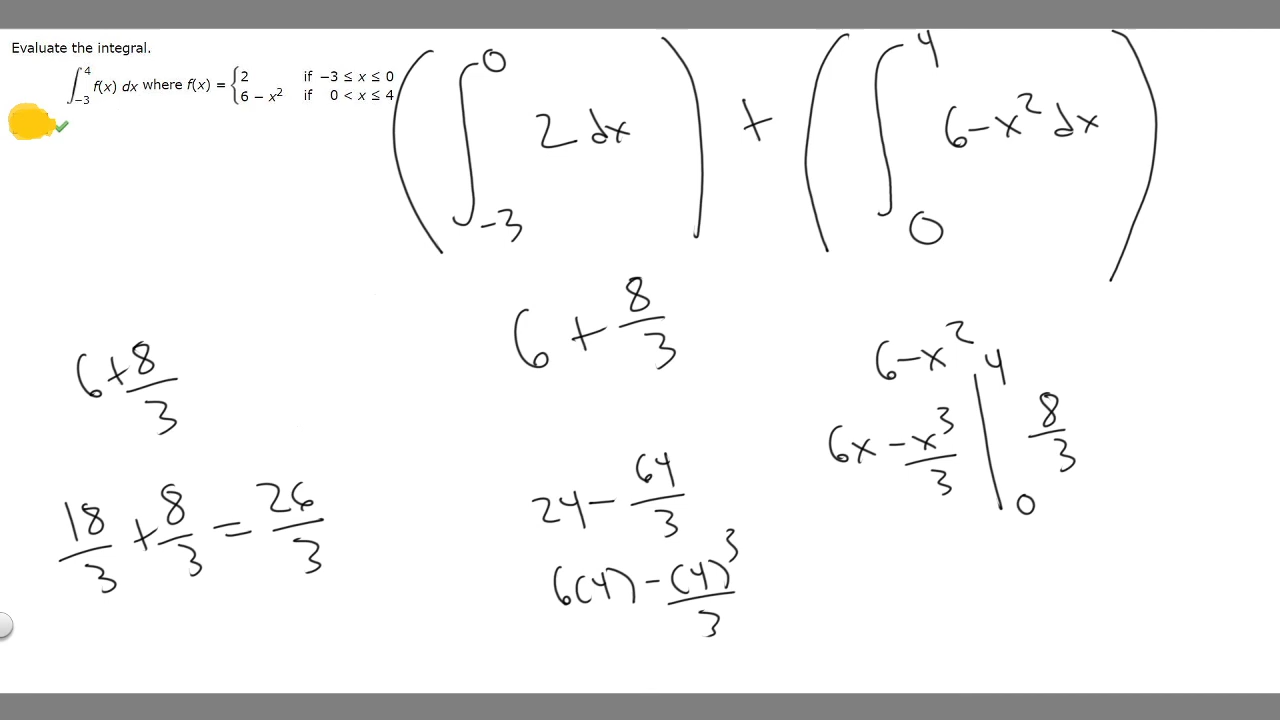 Evaluate the integral.
∫_{-3}^{4} f(x) dx where f(x) = { 2 if −3 ≤ x ≤ 0
6 − x² if 0 < x ≤ 4
( ∫_{-3}^{0} 2 dx ) + ( ∫_{0}^{4} 6 − x² dx )
6 + 8/3
6 + 8/3
6 − x²
6x − x³/3 |_{0}^{4} 8/3
24 − 64/3
18/3 + 8/3 = 26/3
6(4) − (4)³/3